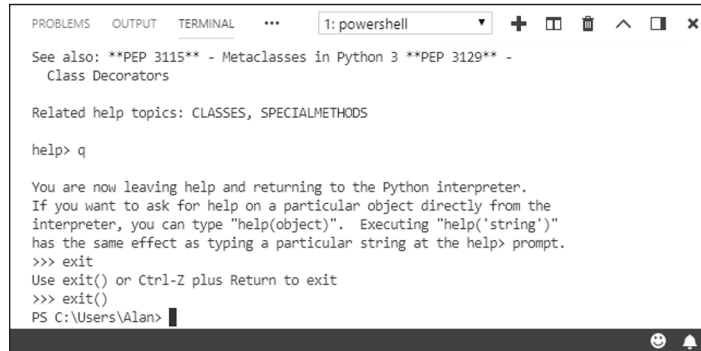 PROBLEMS OUTPUT TERMINAL ••• 1: powershell
See also: **PEP 3115** - Metaclasses in Python 3 **PEP 3129** -
  Class Decorators

Related help topics: CLASSES, SPECIALMETHODS

help> q

You are now leaving help and returning to the Python interpreter.
If you want to ask for help on a particular object directly from the
interpreter, you can type "help(object)".  Executing "help('string')"
has the same effect as typing a particular string at the help> prompt.
>>> exit
Use exit() or Ctrl-Z plus Return to exit
>>> exit()
PS C:\Users\Alan>